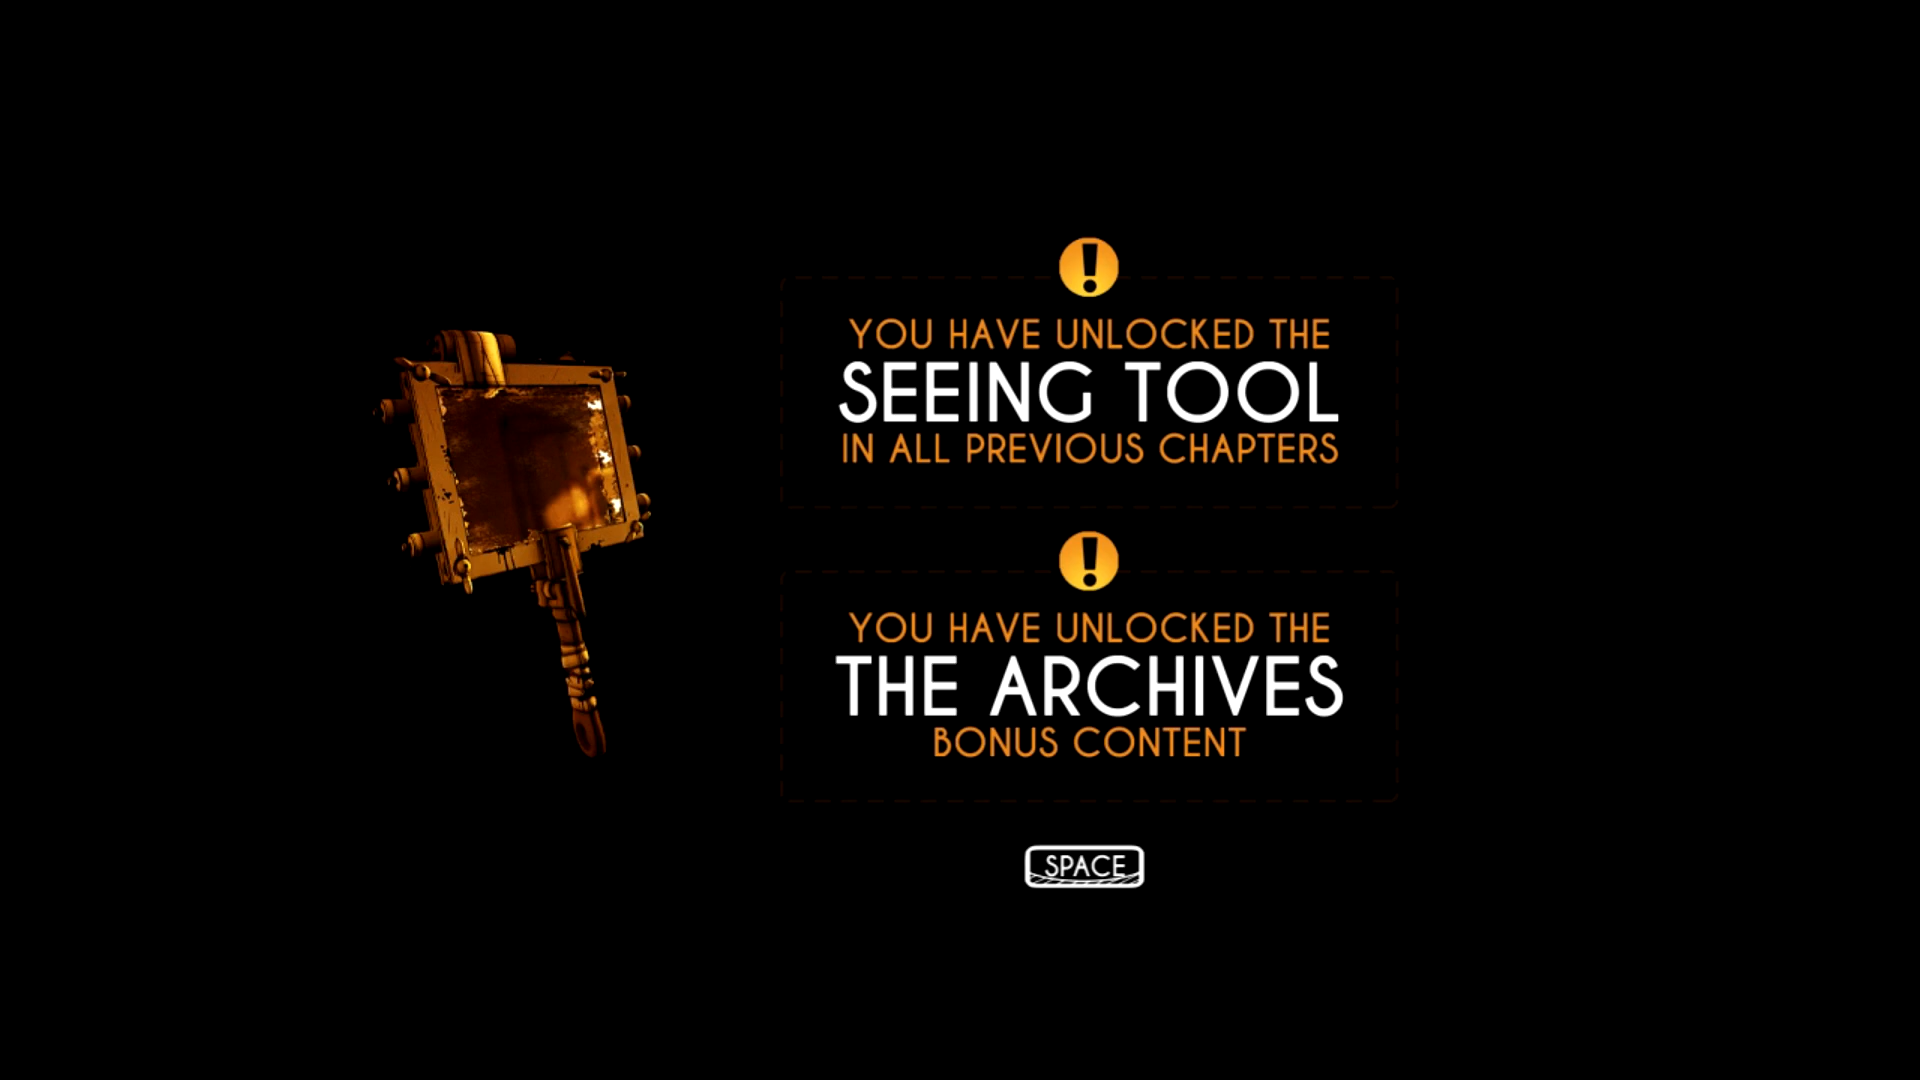 !
YOU HAVE UNLOCKED THE
SEEING TOOL
IN ALL PREVIOUS CHAPTERS
!
YOU HAVE UNLOCKED THE
THE ARCHIVES
BONUS CONTENT
SPACE